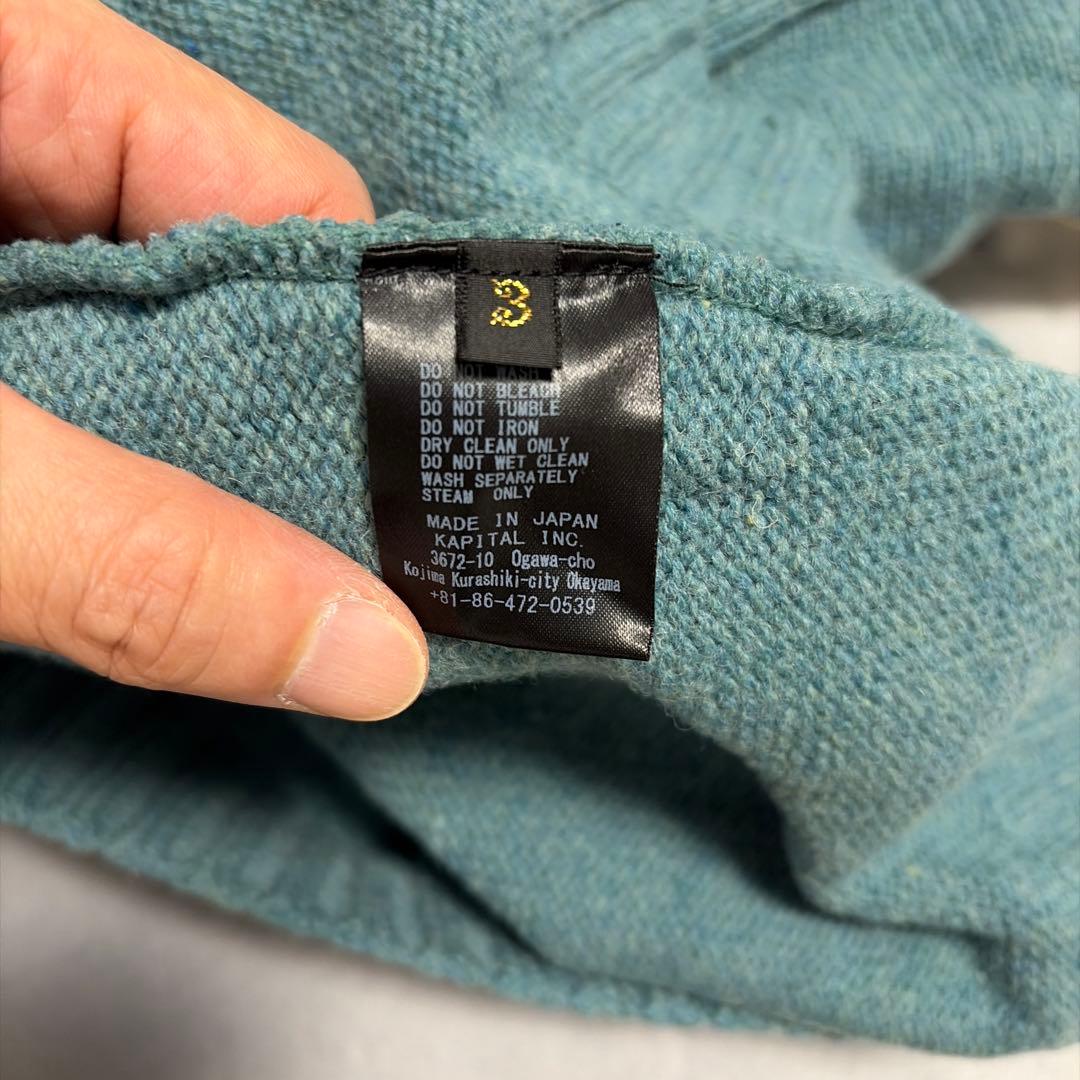 3
DO NOT WASH
DO NOT BLEACH
DO NOT TUMBLE
DO NOT IRON
DRY CLEAN ONLY
DO NOT WET CLEAN
WASH SEPARATELY
STEAM ONLY
MADE IN JAPAN
KAPITAL INC.
3672-10 Ogawa-cho
Kojima Kurashiki-city Okayama
+81-86-472-0539